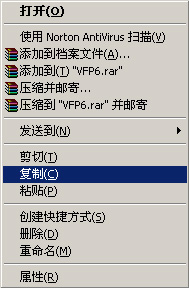 打开(O)
使用 Norton AntiVirus 扫描(V)
添加到档案文件(A)...
添加到(T) "VFP6.rar"
压缩并邮寄...
压缩到 "VFP6.rar" 并邮寄
发送到(N)
剪切(T)
复制(C)
粘贴(P)
创建快捷方式(S)
删除(D)
重命名(M)
属性(R)